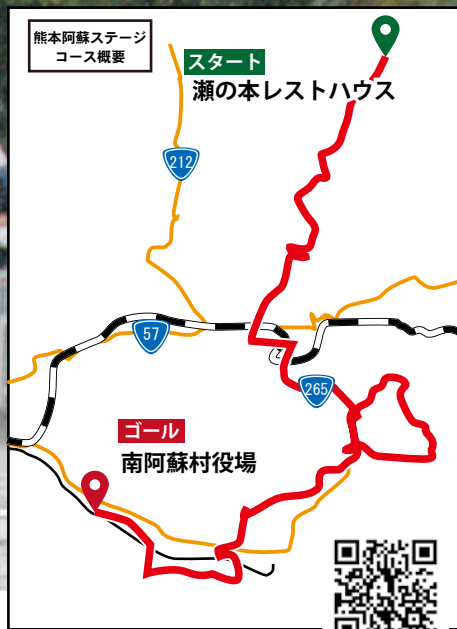 熊本阿蘇ステージ
コース概要
スタート
瀬の本レストハウス
212
57
265
ゴール
南阿蘇村役場